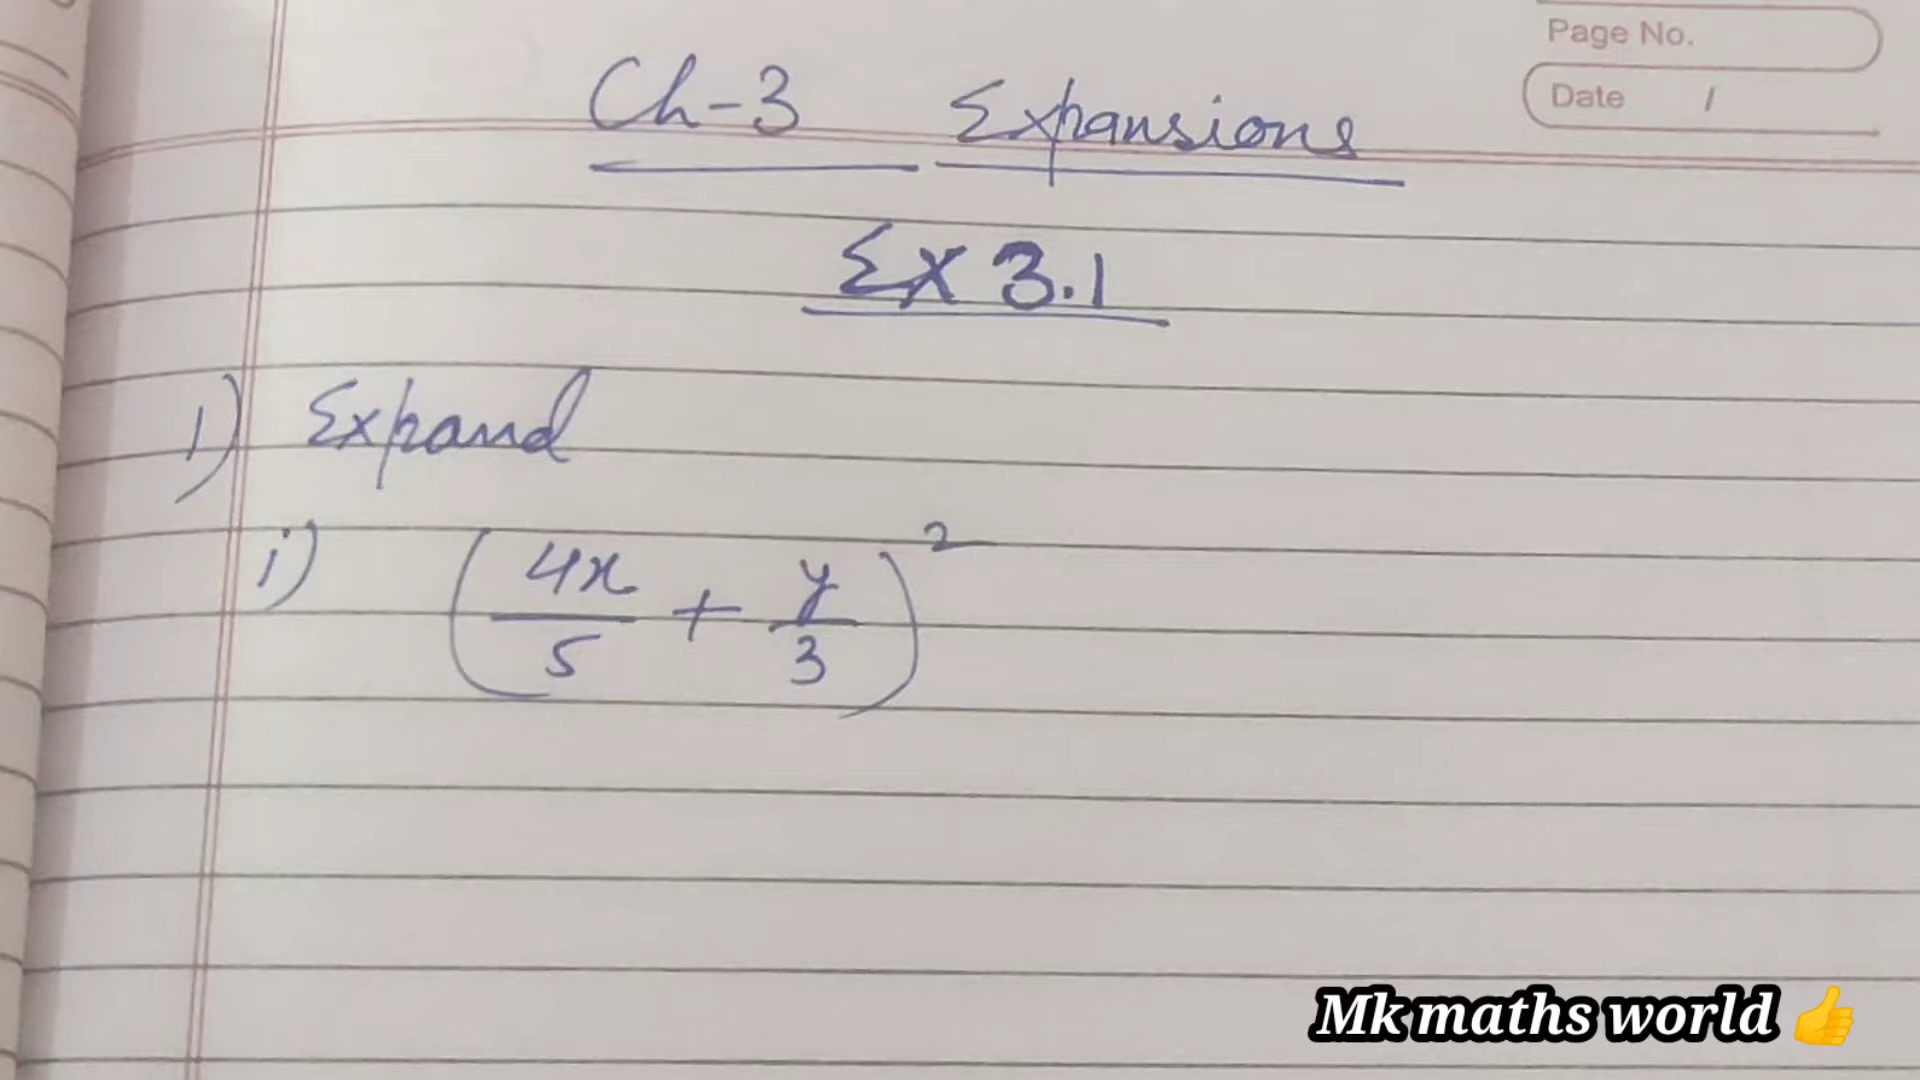 Page No.
Date /
Ch-3 Expansions
Ex 3.1
1) Expand
i) (4x/5 + y/3)²
Mk maths world 👍